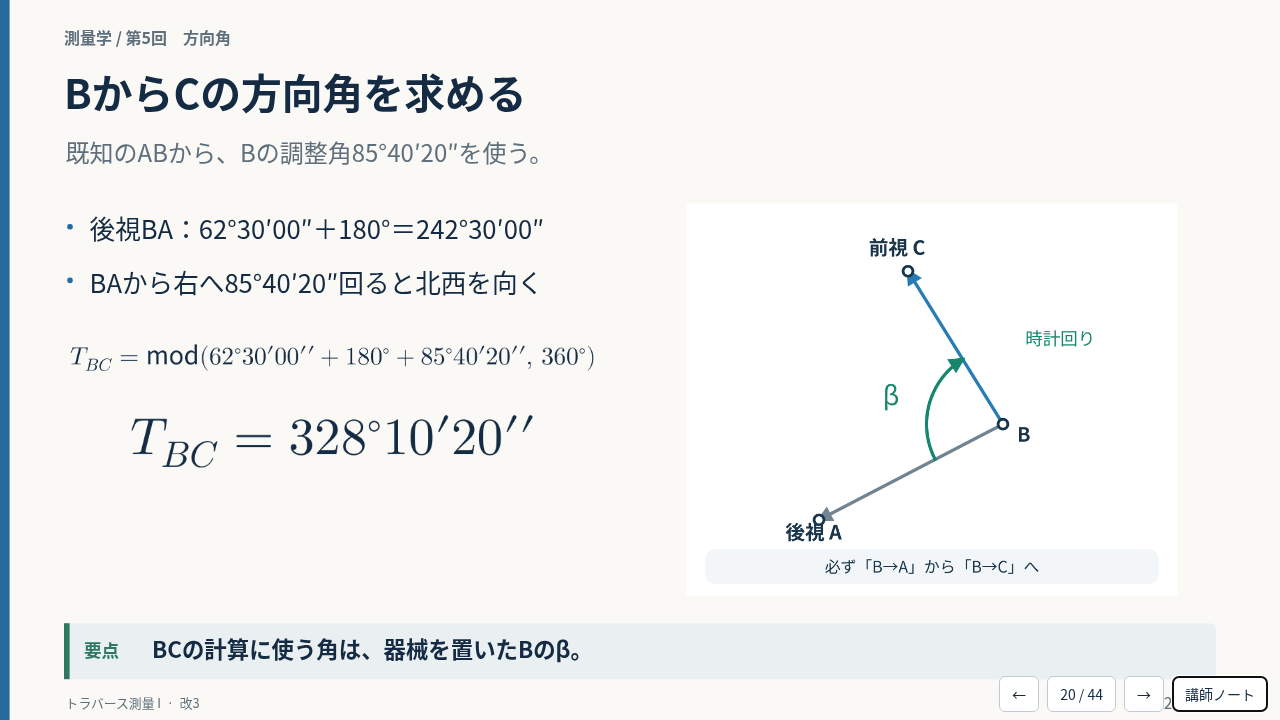 測量学 / 第5回　方向角
BからCの方向角を求める
既知のABから、Bの調整角85°40′20″を使う。
• 後視BA：62°30′00″＋180°＝242°30′00″
• BAから右へ85°40′20″回ると北西を向く
T_{BC} = mod(62°30′00′′ + 180° + 85°40′20′′, 360°)
T_{BC} = 328°10′20′′
前視 C
時計回り
β
B
後視 A
必ず「B→A」から「B→C」へ
要点　BCの計算に使う角は、器械を置いたBのβ。
トラバース測量Ⅰ · 改3
← 20 / 44 → 講師ノート